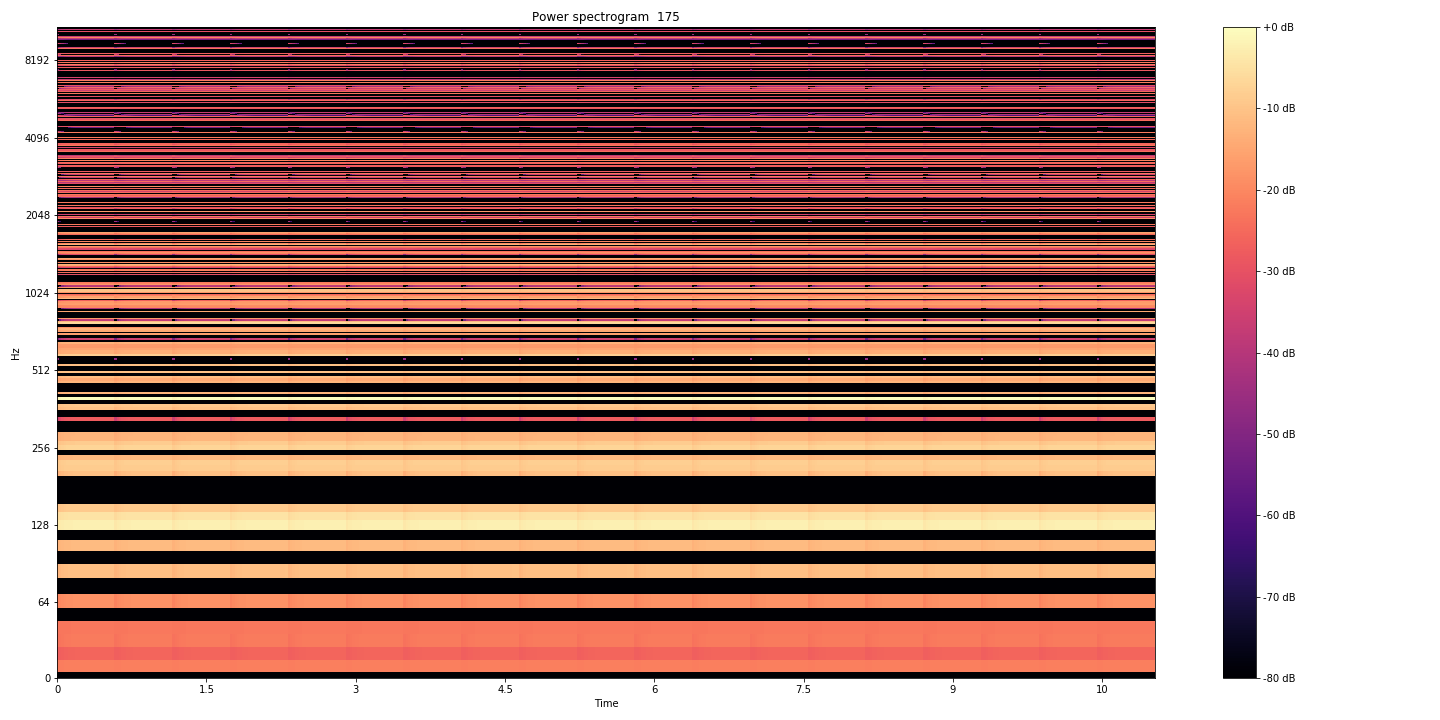 Power spectrogram  175
Hz
8192
4096
2048
1024
512
256
128
64
0
0 1.5 3 4.5 6 7.5 9 10
Time
+0 dB
-10 dB
-20 dB
-30 dB
-40 dB
-50 dB
-60 dB
-70 dB
-80 dB